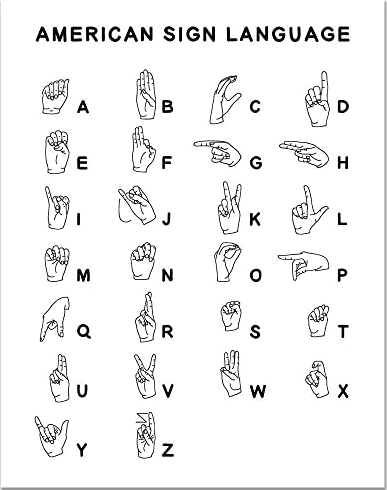 AMERICAN SIGN LANGUAGE
A B C D
E F G H
I J K L
M N O P
Q R S T
U V W X
Y Z